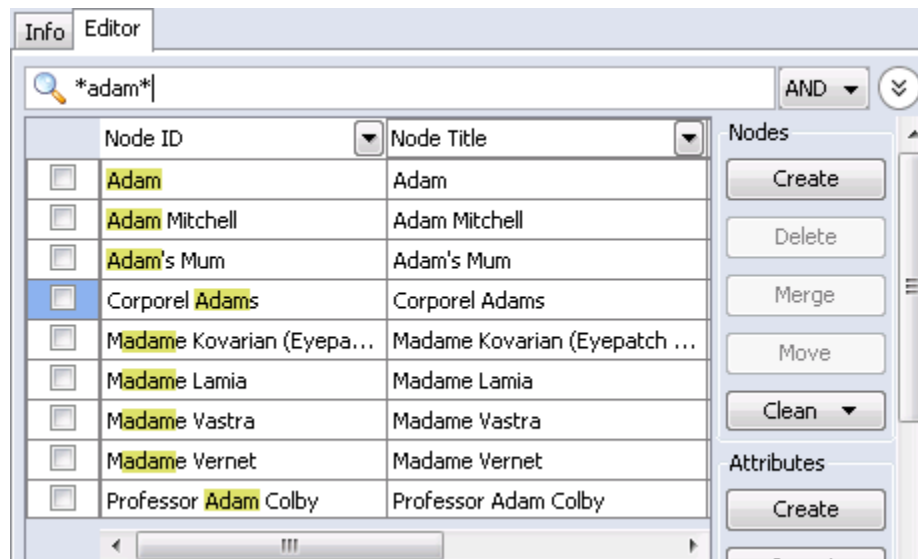 Info Editor
*adam* AND
Node ID Node Title Nodes
Adam Adam Create
Adam Mitchell Adam Mitchell Delete
Adam's Mum Adam's Mum
Corporel Adams Corporel Adams Merge
Madame Kovarian (Eyepa... Madame Kovarian (Eyepatch ... Move
Madame Lamia Madame Lamia
Madame Vastra Madame Vastra Clean
Madame Vernet Madame Vernet Attributes
Professor Adam Colby Professor Adam Colby Create